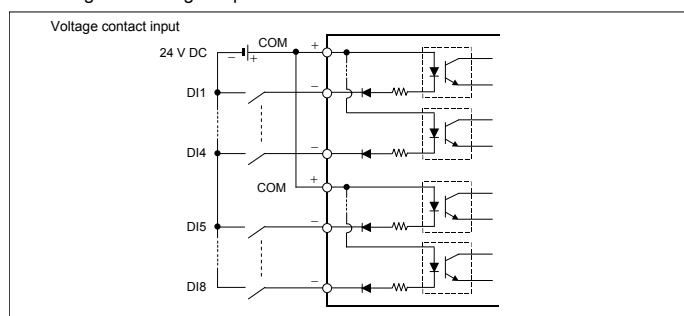 Voltage contact input
COM
+
24 V DC
− +
DI1
−
DI4
−
+
COM
DI5
−
DI8
−